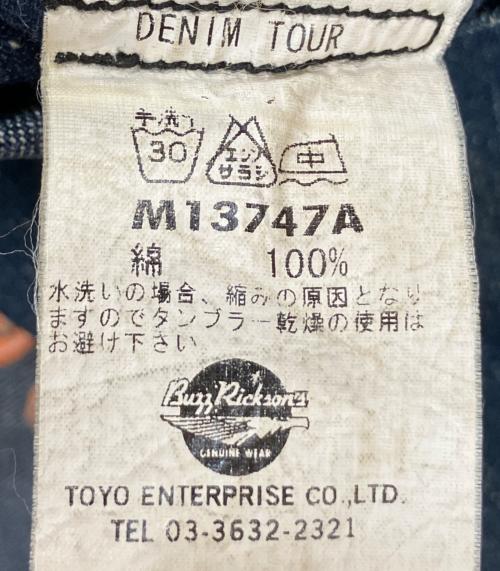 DENIM TOUR
手洗イ
30
エンソ
サラシ
中
M13747A
綿 100%
水洗いの場合、縮みの原因となり
ますのでタンブラー乾燥の使用は
お避け下さい
Buzz Rickson's
GENUINE WEAR
TOYO ENTERPRISE CO.,LTD.
TEL 03-3632-2321